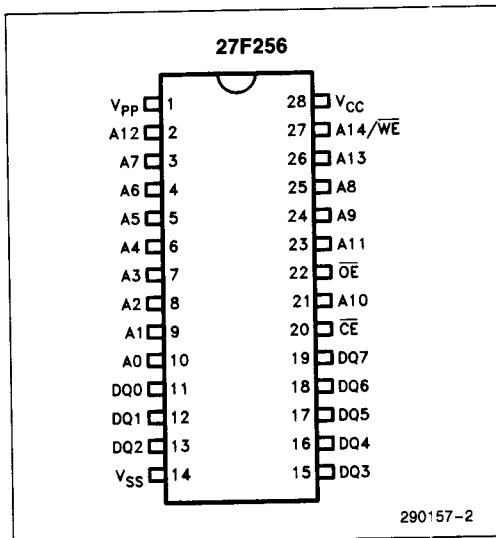 27F256
VPP 1 28 VCC
A12 2 27 A14/W̅E̅
A7 3 26 A13
A6 4 25 A8
A5 5 24 A9
A4 6 23 A11
A3 7 22 O̅E̅
A2 8 21 A10
A1 9 20 C̅E̅
A0 10 19 DQ7
DQ0 11 18 DQ6
DQ1 12 17 DQ5
DQ2 13 16 DQ4
VSS 14 15 DQ3
290157-2